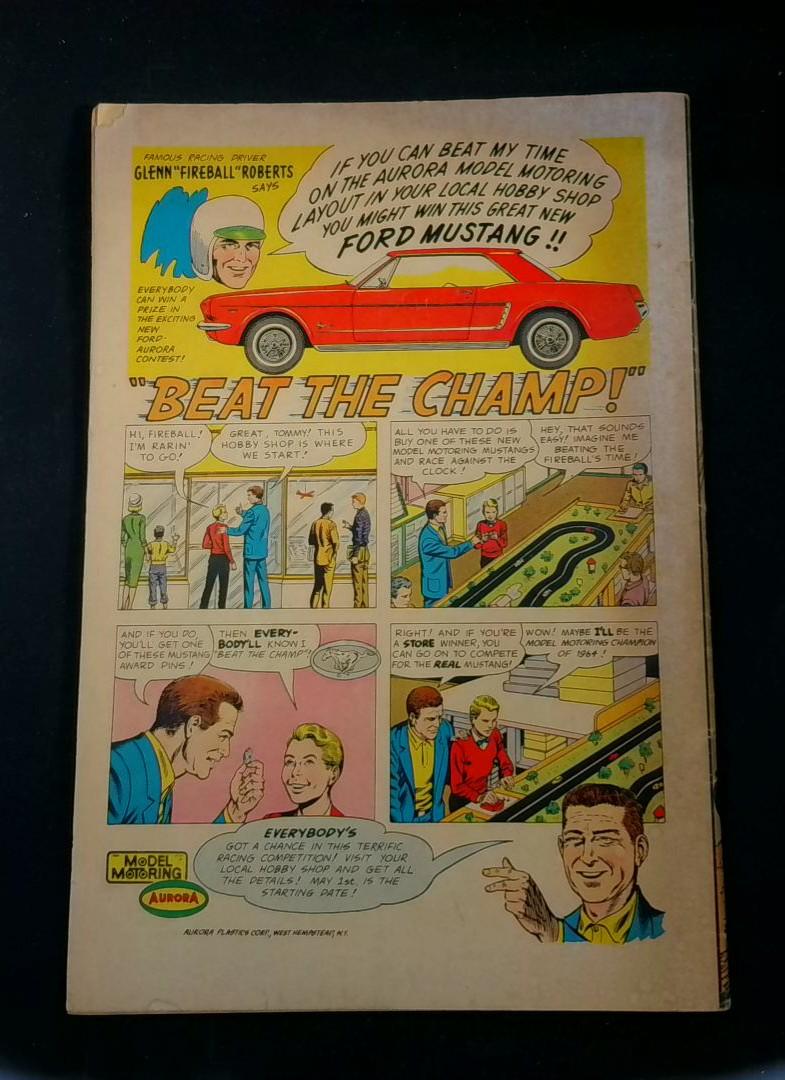 FAMOUS RACING DRIVER
GLENN "FIREBALL" ROBERTS
SAYS
IF YOU CAN BEAT MY TIME
ON THE AURORA MODEL MOTORING
LAYOUT IN YOUR LOCAL HOBBY SHOP
YOU MIGHT WIN THIS GREAT NEW
FORD MUSTANG!!
EVERYBODY
CAN WIN A
PRIZE IN
THE EXCITING
NEW
FORD-
AURORA
CONTEST!
"BEAT THE CHAMP!"
HI, FIREBALL!
I'M RARIN'
TO GO!
GREAT, TOMMY! THIS
HOBBY SHOP IS WHERE
WE START!
ALL YOU HAVE TO DO IS
BUY ONE OF THESE NEW
MODEL MOTORING MUSTANGS
AND RACE AGAINST THE
CLOCK!
HEY, THAT SOUNDS
EASY! IMAGINE ME
BEATING THE
FIREBALL'S TIME!
AND IF YOU DO,
YOU'LL GET ONE
OF THESE MUSTANG
AWARD PINS!
THEN EVERY-
BODY'LL KNOW I
"BEAT THE CHAMP"!
RIGHT! AND IF YOU'RE
A STORE WINNER, YOU
CAN GO ON TO COMPETE
FOR THE REAL MUSTANG!
WOW! MAYBE I'LL BE THE
MODEL MOTORING CHAMPION
OF 1964!
EVERYBODY'S
GOT A CHANCE IN THIS TERRIFIC
RACING COMPETITION! VISIT YOUR
LOCAL HOBBY SHOP AND GET ALL
THE DETAILS! MAY 1st. IS THE
STARTING DATE!
MODEL
MOTORING
AURORA
AURORA PLASTICS CORP., WEST HEMPSTEAD, N.Y.